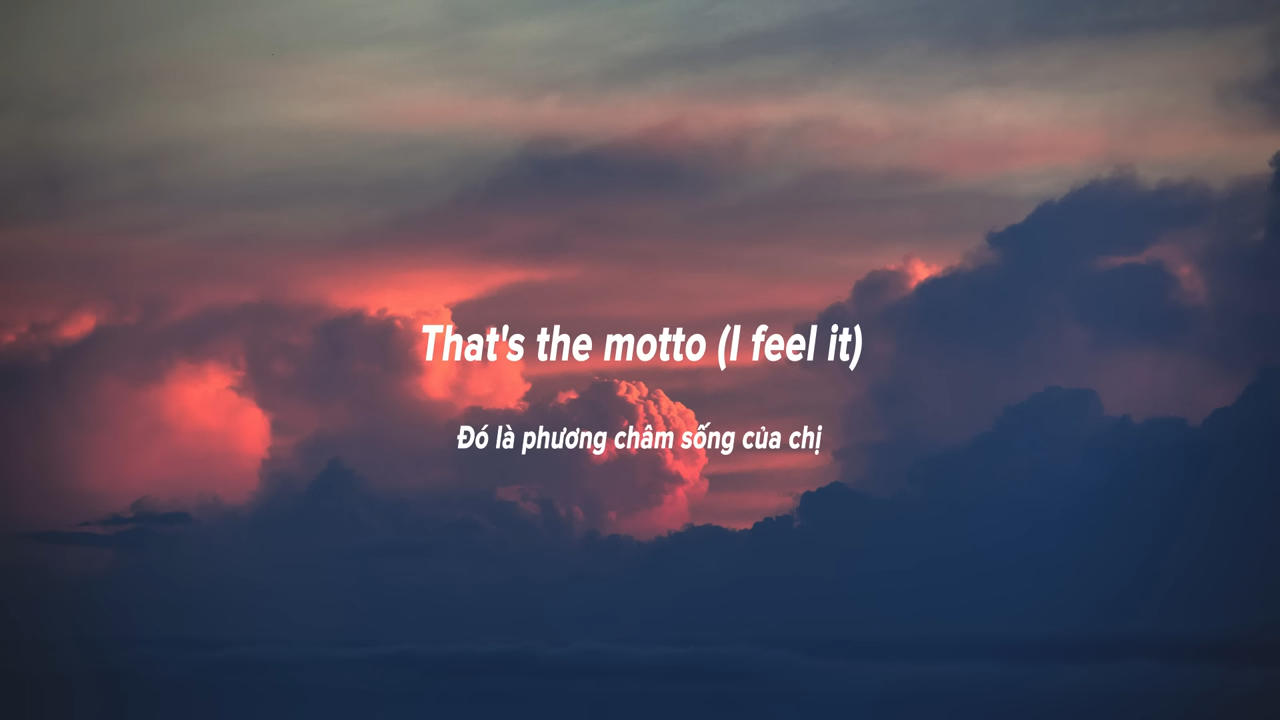 That's the motto (I feel it)
Đó là phương châm sống của chị